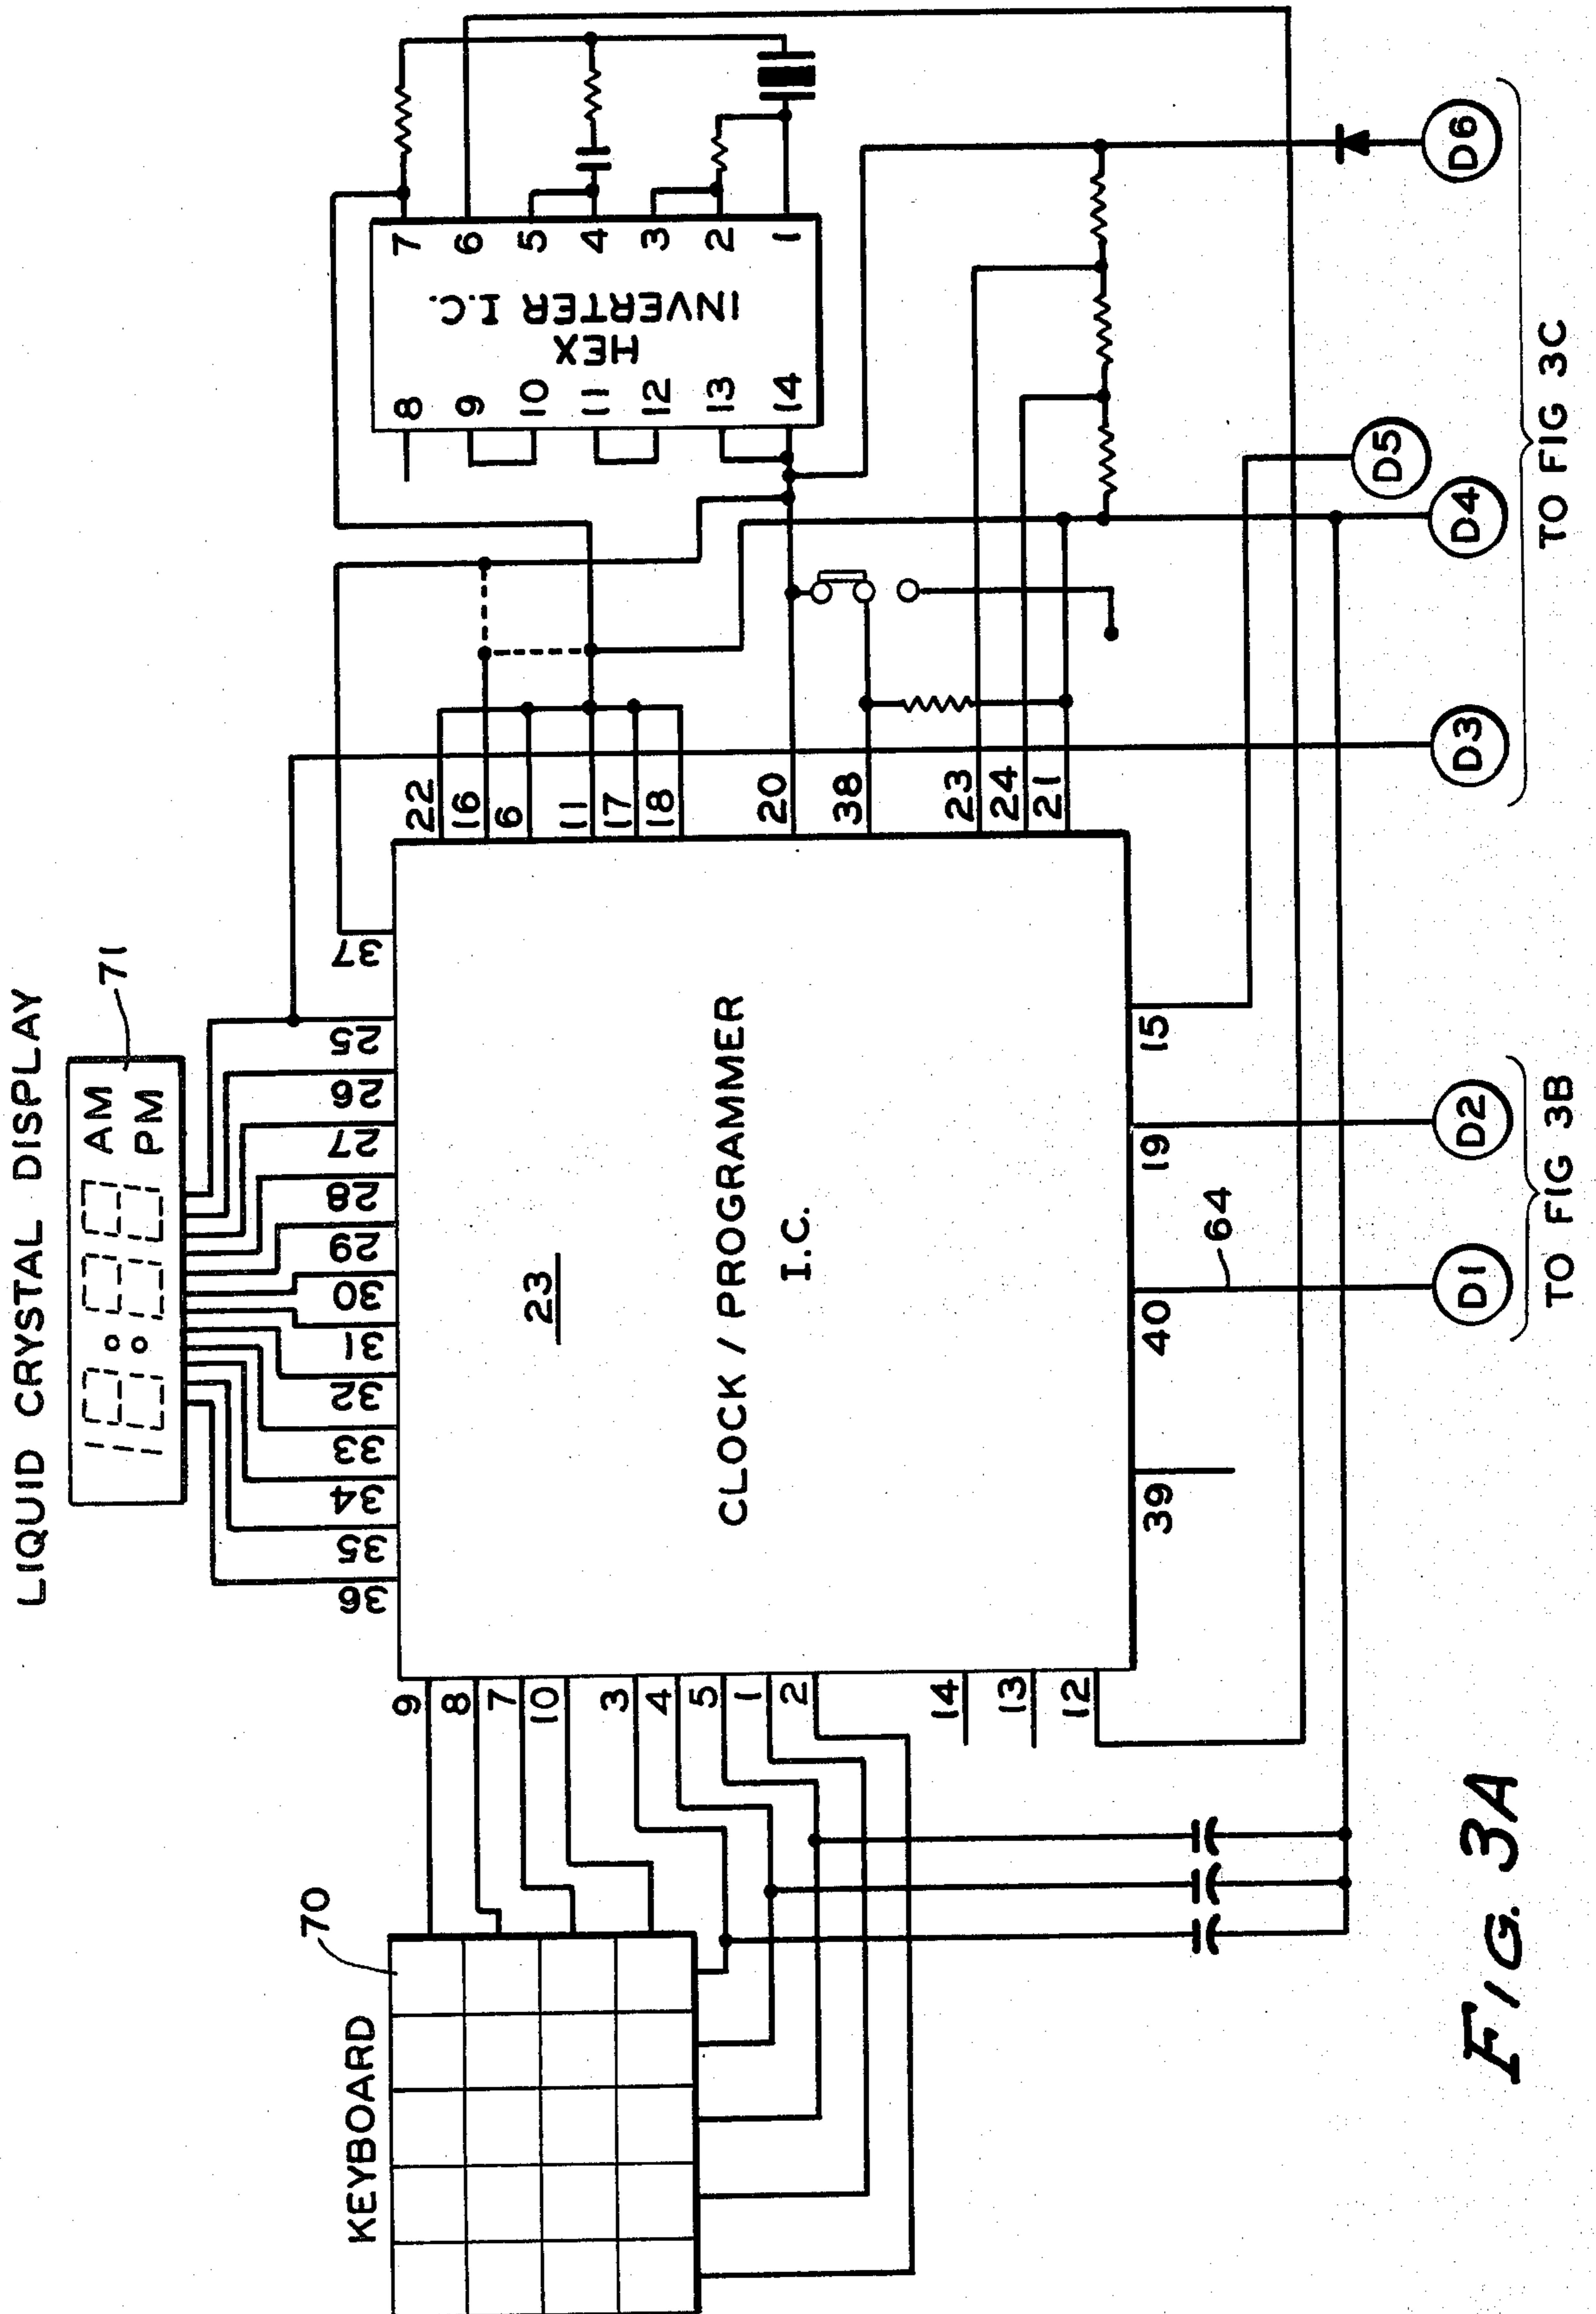 LIQUID CRYSTAL DISPLAY
AM
PM
71
36 35 34 33 32 31 30 29 28 27 26 25 37
KEYBOARD
70
9
8
7
10
3
4
5
1
2
14
13
12
23
CLOCK / PROGRAMMER
I.C.
22
16
6
11
17
18
20
38
23
24
21
39 40 19 15
64
HEX
INVERTER I.C.
8
9
10
11
12
13
14
7
6
5
4
3
2
1
D1 D2 D3 D4 D5 D6
TO FIG 3B
TO FIG 3C
FIG. 3A